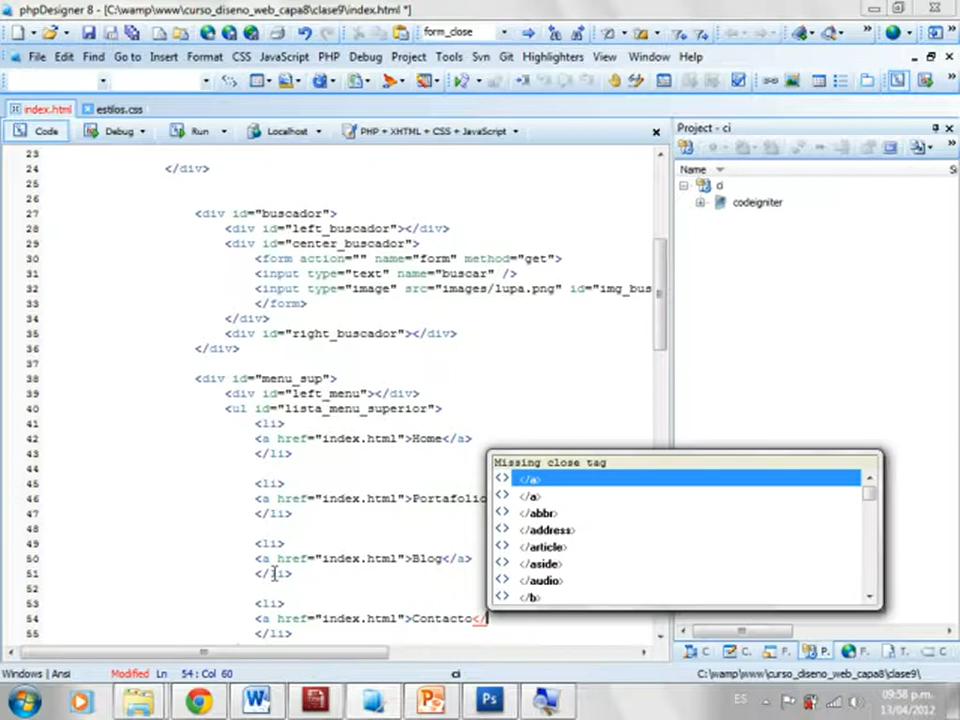 phpDesigner 8 - [C:\wamp\www\curso_diseno_web_capa8\clase9\index.html *]
form_close
File Edit Find Go to Insert Format CSS JavaScript PHP Debug Project Tools Svn Git Highlighters View Window Help
index.html estilos.css
Code Debug Run Localhost PHP + XHTML + CSS + JavaScript
Project - ci
Name S
ci
codeigniter
23
24 </div>
25
26
27 <div id="buscador">
28 <div id="left_buscador"></div>
29 <div id="center_buscador">
30 <form action="" name="form" method="get">
31 <input type="text" name="buscar" />
32 <input type="image" src="images/lupa.png" id="img_bus
33 </form>
34 </div>
35 <div id="right_buscador"></div>
36 </div>
37
38 <div id="menu_sup">
39 <div id="left_menu"></div>
40 <ul id="lista_menu_superior">
41 <li>
42 <a href="index.html">Home</a>
43 </li>
44
45 <li>
46 <a href="index.html">Portafolio
47 </li>
48
49 <li>
50 <a href="index.html">Blog</a>
51 </li>
52
53 <li>
54 <a href="index.html">Contacto</
55 </li>
Missing close tag
<> </a>
<> </a>
<> </abbr>
<> </address>
<> </article>
<> </aside>
<> </audio>
<> </b>
C C. F. P. F. T. C
Windows | Ansi Modified Ln 54 : Col 60 ci C:\wamp\www\curso_diseno_web_capa8\clase9\
ES 09:58 p.m.
13/04/2012